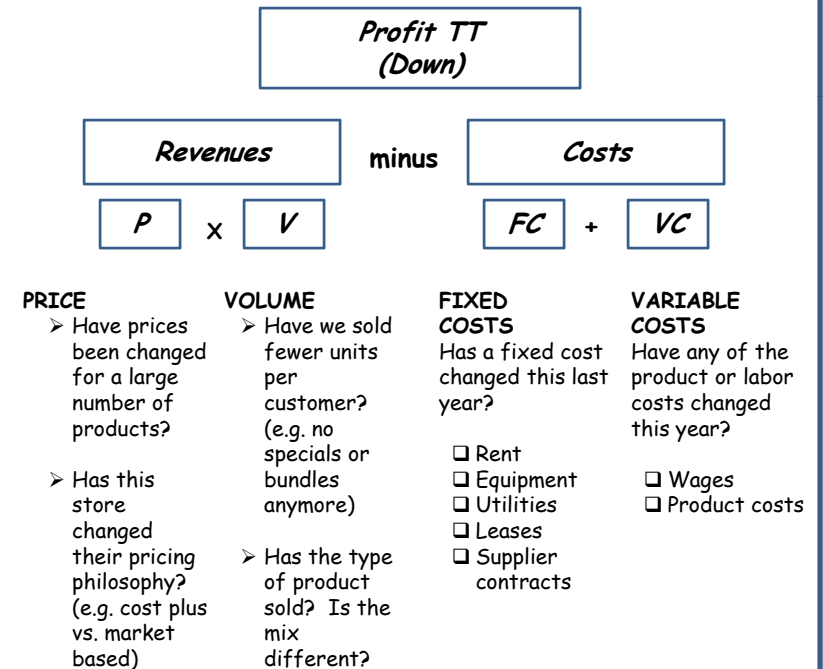 Profit TT
(Down)
Revenues minus Costs
P x V FC + VC
PRICE
➢ Have prices
been changed
for a large
number of
products?
➢ Has this
store
changed
their pricing
philosophy?
(e.g. cost plus
vs. market
based)
VOLUME
➢ Have we sold
fewer units
per
customer?
(e.g. no
specials or
bundles
anymore)
➢ Has the type
of product
sold? Is the
mix
different?
FIXED
COSTS
Has a fixed cost
changed this last
year?
❑ Rent
❑ Equipment
❑ Utilities
❑ Leases
❑ Supplier
contracts
VARIABLE
COSTS
Have any of the
product or labor
costs changed
this year?
❑ Wages
❑ Product costs